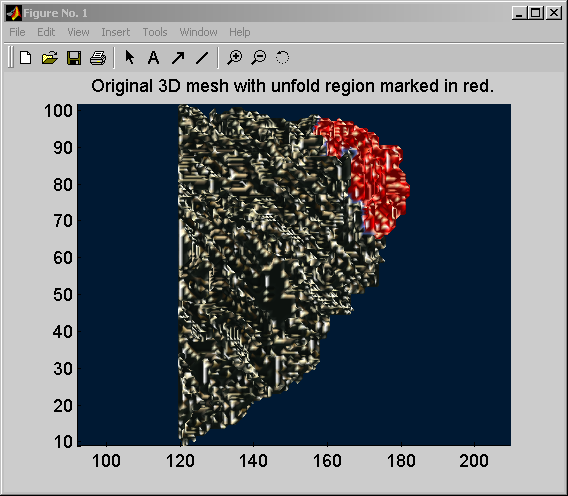 Figure No. 1
File Edit View Insert Tools Window Help
A
Original 3D mesh with unfold region marked in red.
100
90
80
70
60
50
40
30
20
10
100 120 140 160 180 200